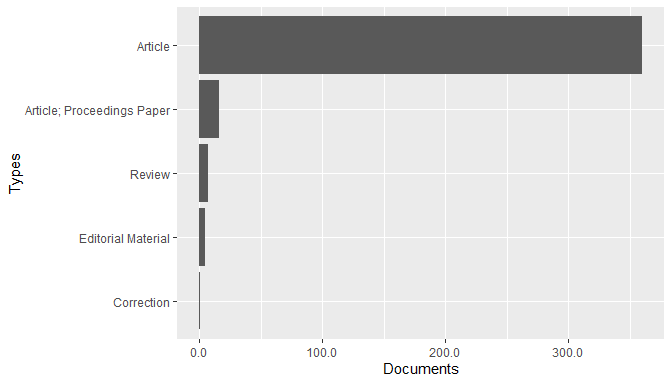 Article
Article; Proceedings Paper
Review
Editorial Material
Correction
Types
0.0 100.0 200.0 300.0
Documents